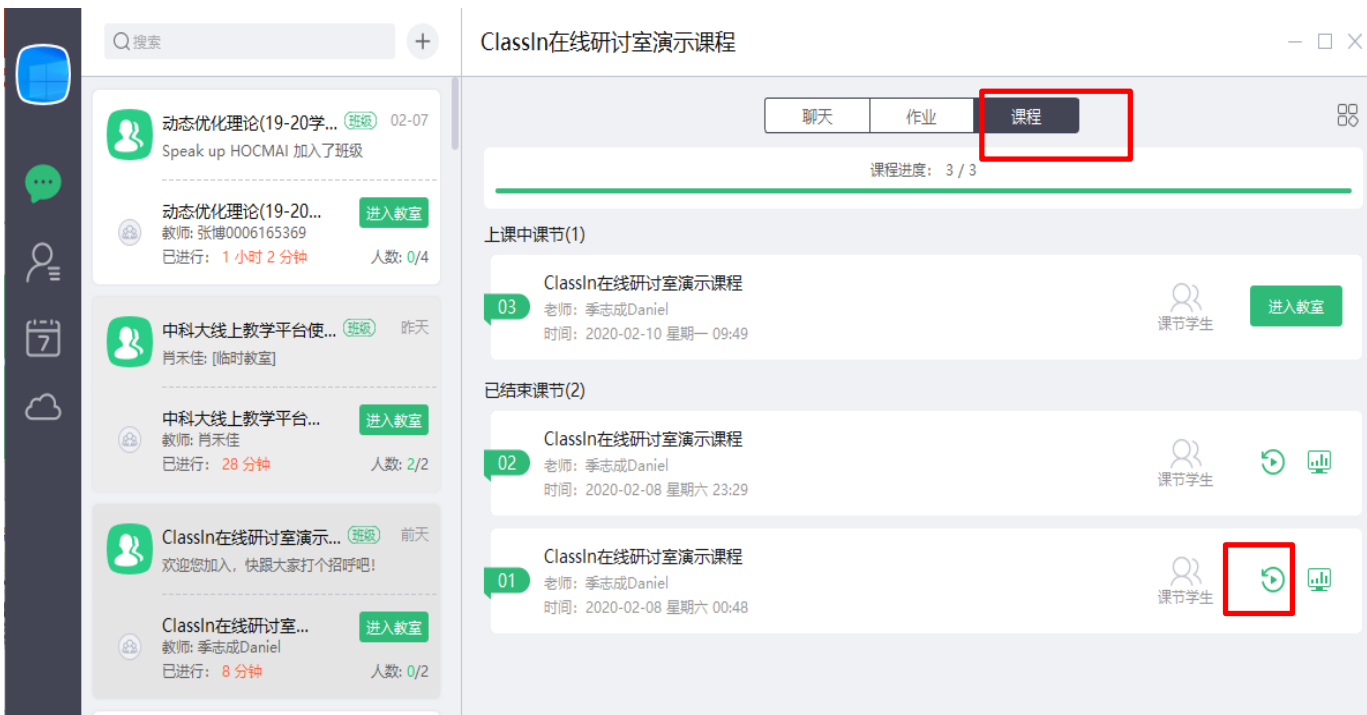 搜索
动态优化理论(19-20学... 班级 02-07
Speak up HOCMAI 加入了班级
动态优化理论(19-20... 进入教室
教师: 张博0006165369
已进行: 1 小时 2 分钟 人数: 0/4
中科大线上教学平台使... 班级 昨天
肖禾佳: [临时教室]
中科大线上教学平台... 进入教室
教师: 肖禾佳
已进行: 28 分钟 人数: 2/2
ClassIn在线研讨室演示... 班级 前天
欢迎您加入，快跟大家打个招呼吧!
ClassIn在线研讨室... 进入教室
教师: 季志成Daniel
已进行: 8 分钟 人数: 0/2
7
ClassIn在线研讨室演示课程
聊天 作业 课程
课程进度: 3 / 3
上课中课节(1)
ClassIn在线研讨室演示课程
03 老师: 季志成Daniel
时间: 2020-02-10 星期一 09:49
课节学生 进入教室
已结束课节(2)
ClassIn在线研讨室演示课程
02 老师: 季志成Daniel
时间: 2020-02-08 星期六 23:29
课节学生
ClassIn在线研讨室演示课程
01 老师: 季志成Daniel
时间: 2020-02-08 星期六 00:48
课节学生